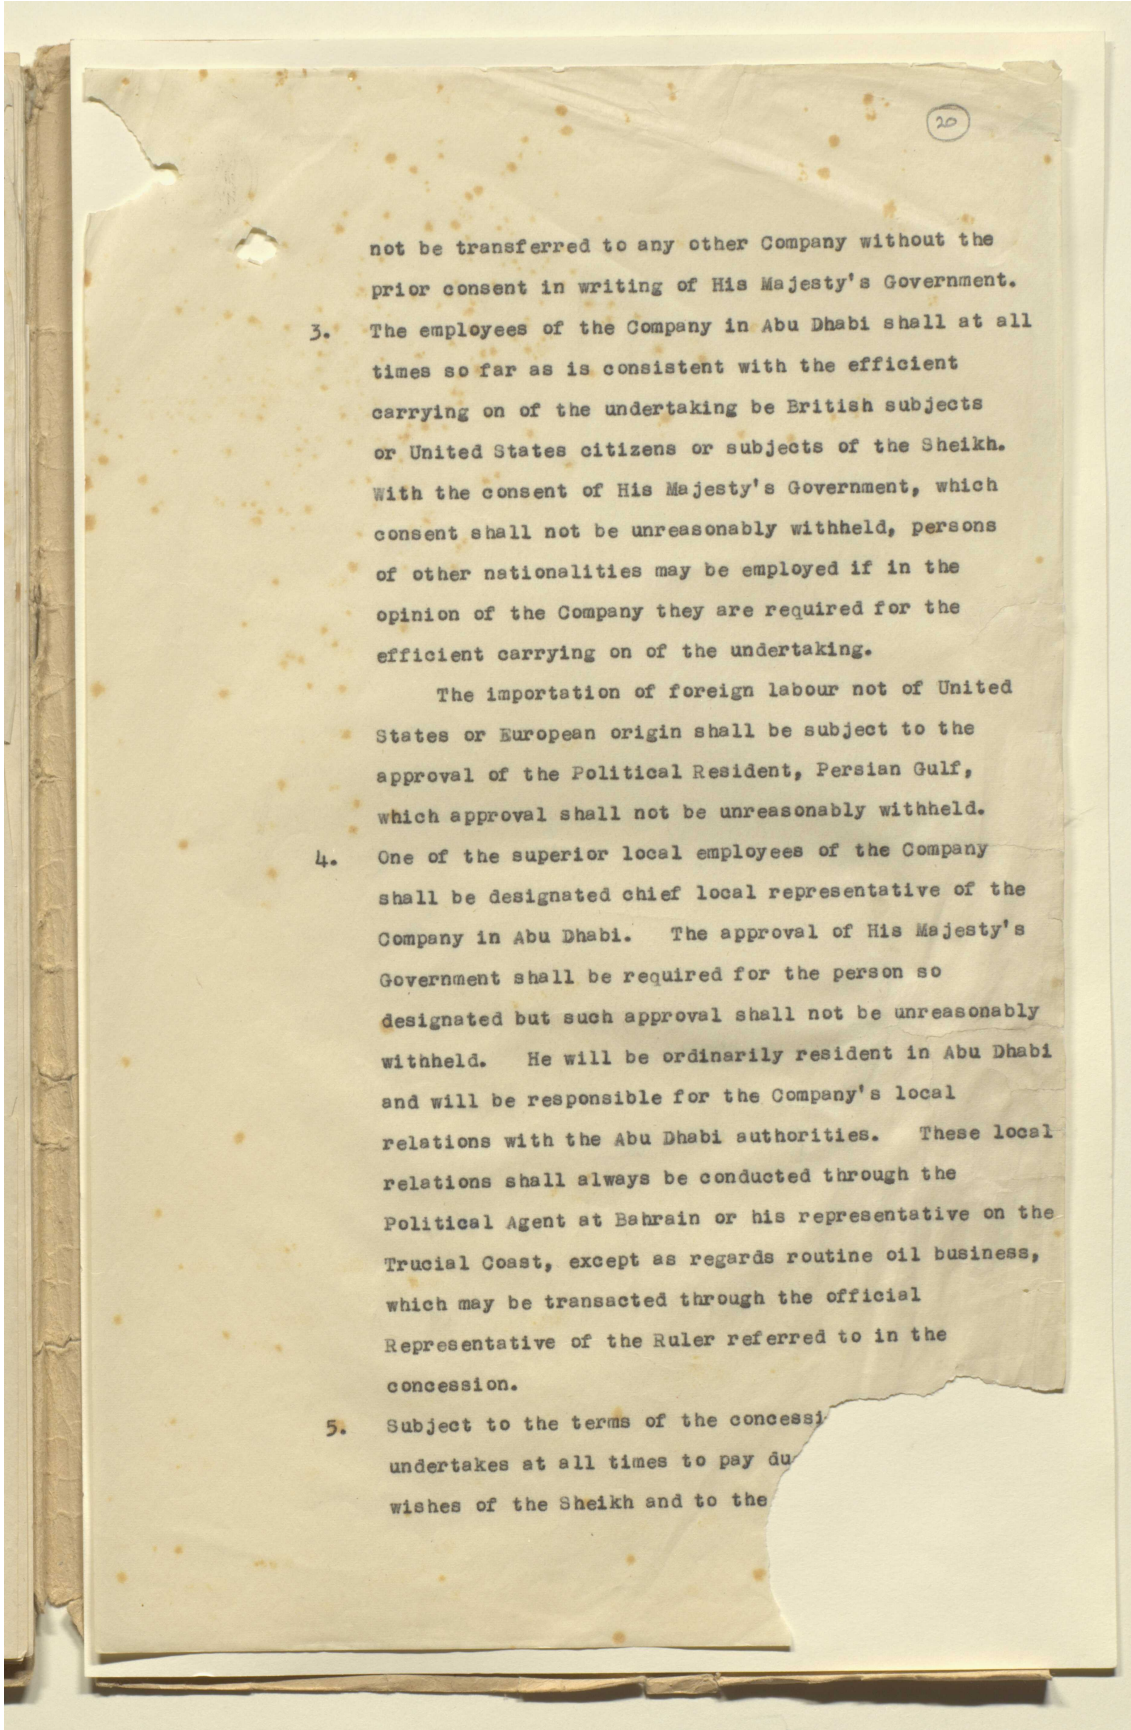 20
not be transferred to any other Company without the
prior consent in writing of His Majesty's Government.
3. The employees of the Company in Abu Dhabi shall at all
times so far as is consistent with the efficient
carrying on of the undertaking be British subjects
or United States citizens or subjects of the Sheikh.
With the consent of His Majesty's Government, which
consent shall not be unreasonably withheld, persons
of other nationalities may be employed if in the
opinion of the Company they are required for the
efficient carrying on of the undertaking.
The importation of foreign labour not of United
States or European origin shall be subject to the
approval of the Political Resident, Persian Gulf,
which approval shall not be unreasonably withheld.
4. One of the superior local employees of the Company
shall be designated chief local representative of the
Company in Abu Dhabi. The approval of His Majesty's
Government shall be required for the person so
designated but such approval shall not be unreasonably
withheld. He will be ordinarily resident in Abu Dhabi
and will be responsible for the Company's local
relations with the Abu Dhabi authorities. These local
relations shall always be conducted through the
Political Agent at Bahrain or his representative on the
Trucial Coast, except as regards routine oil business,
which may be transacted through the official
Representative of the Ruler referred to in the
concession.
5. Subject to the terms of the concessi
undertakes at all times to pay du
wishes of the Sheikh and to the